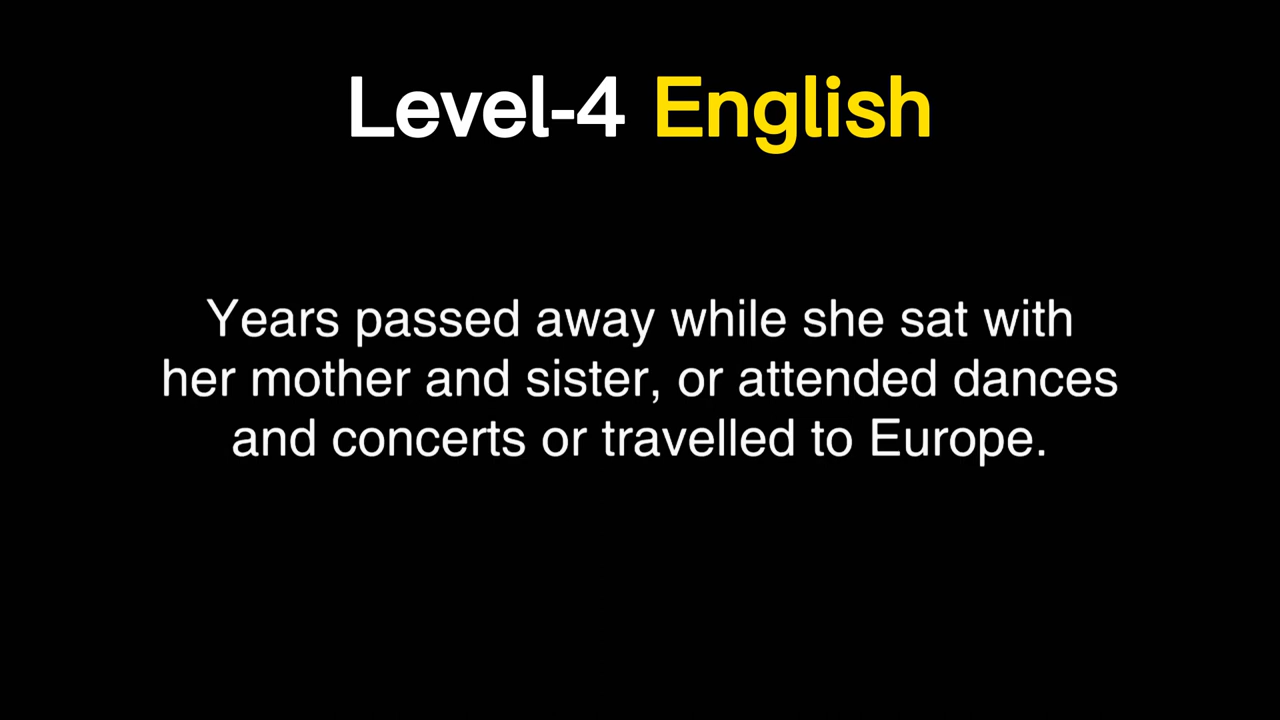 Level-4 English
Years passed away while she sat with
her mother and sister, or attended dances
and concerts or travelled to Europe.